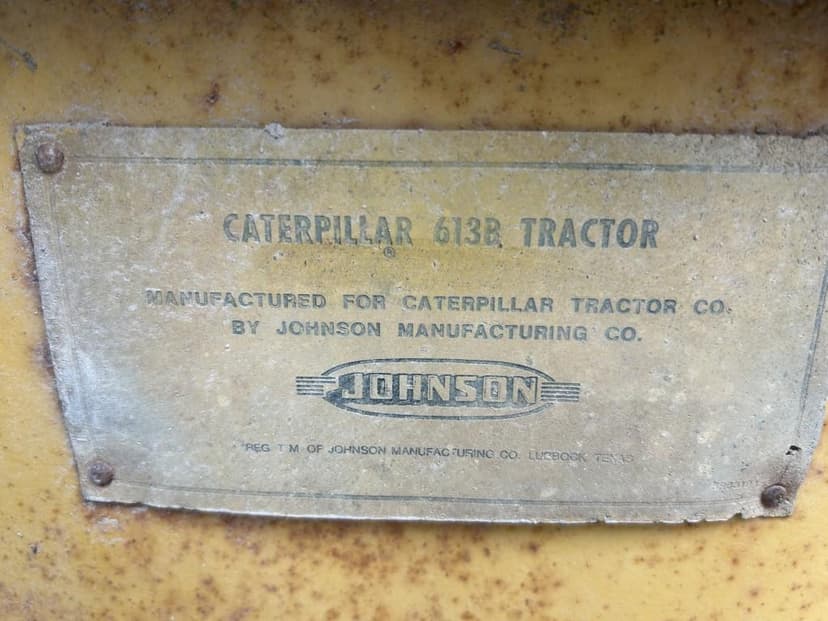 CATERPILLAR 613B TRACTOR
®
MANUFACTURED FOR CATERPILLAR TRACTOR CO.
BY JOHNSON MANUFACTURING CO.
JOHNSON
REG. T.M. OF JOHNSON MANUFACTURING CO. LUBBOCK, TEXAS